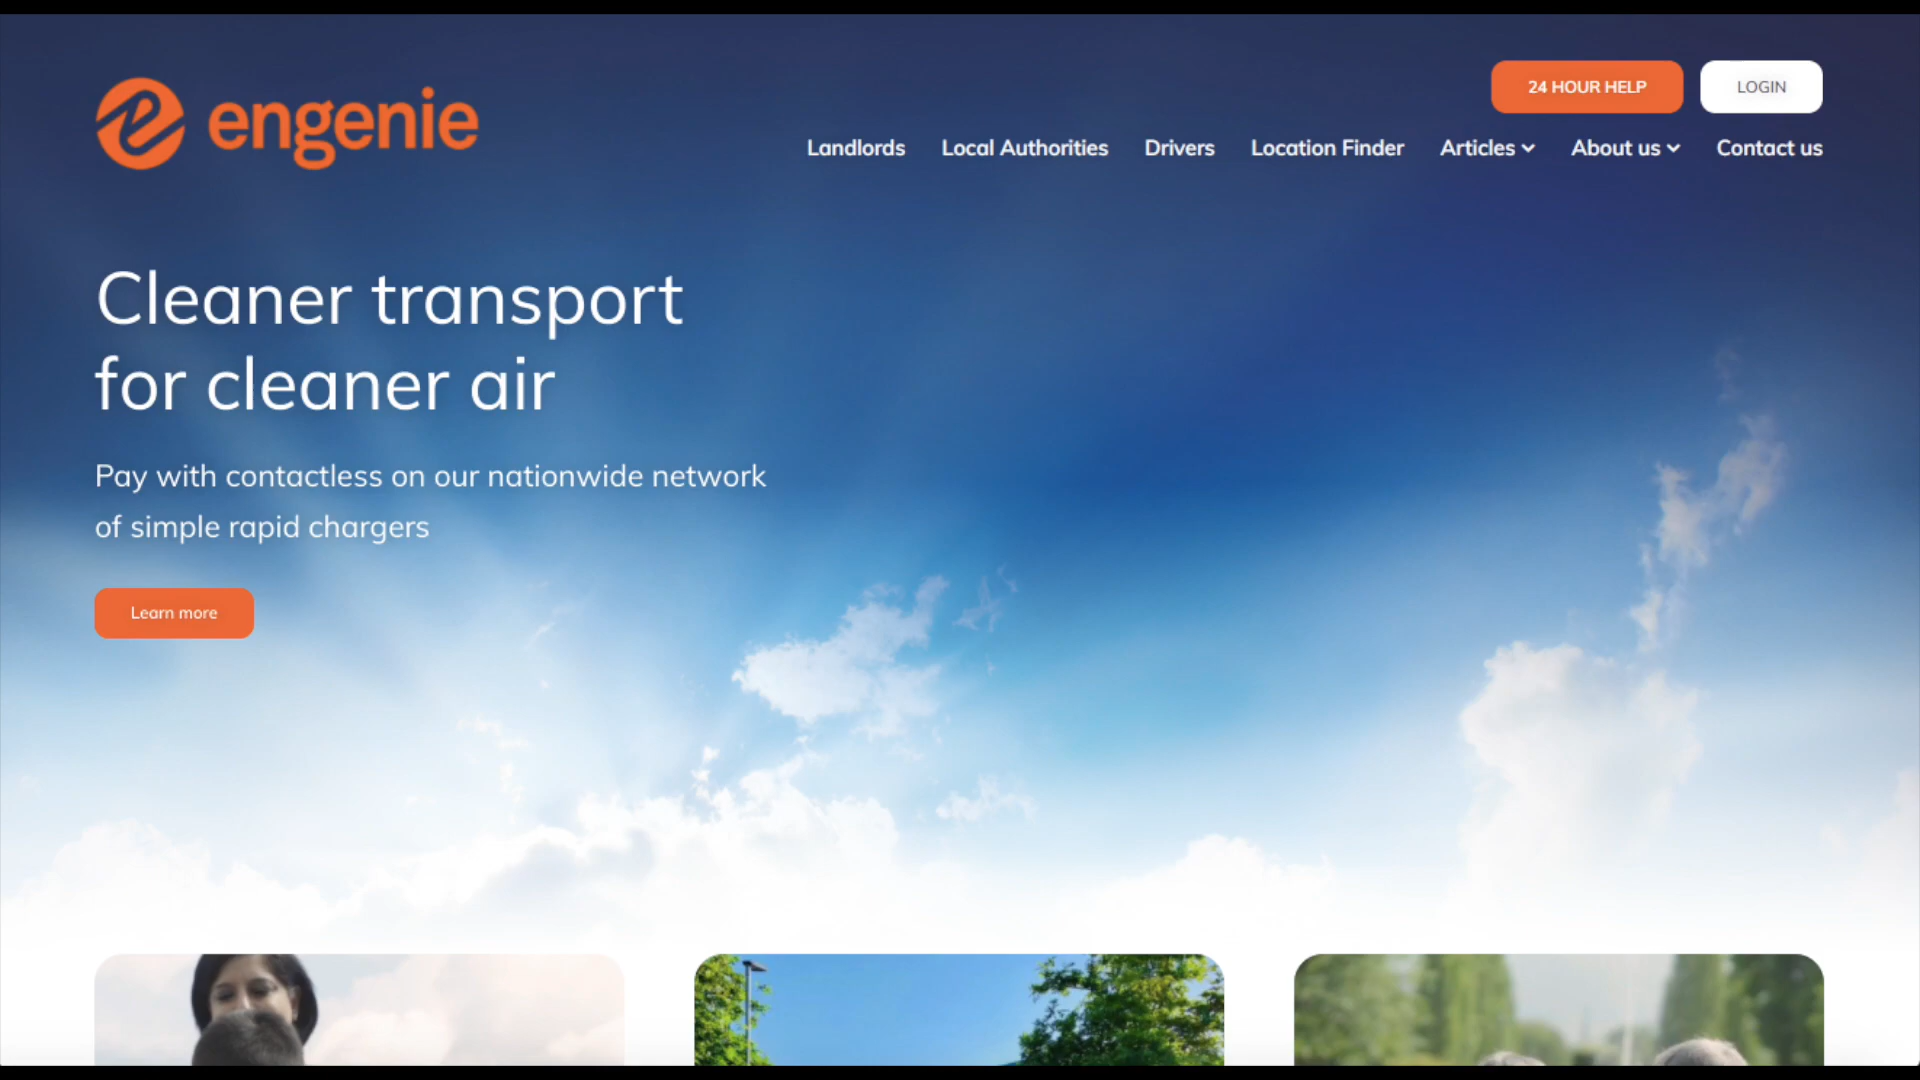 engenie
24 HOUR HELP
LOGIN
Landlords Local Authorities Drivers Location Finder Articles About us Contact us
Cleaner transport
for cleaner air
Pay with contactless on our nationwide network
of simple rapid chargers
Learn more